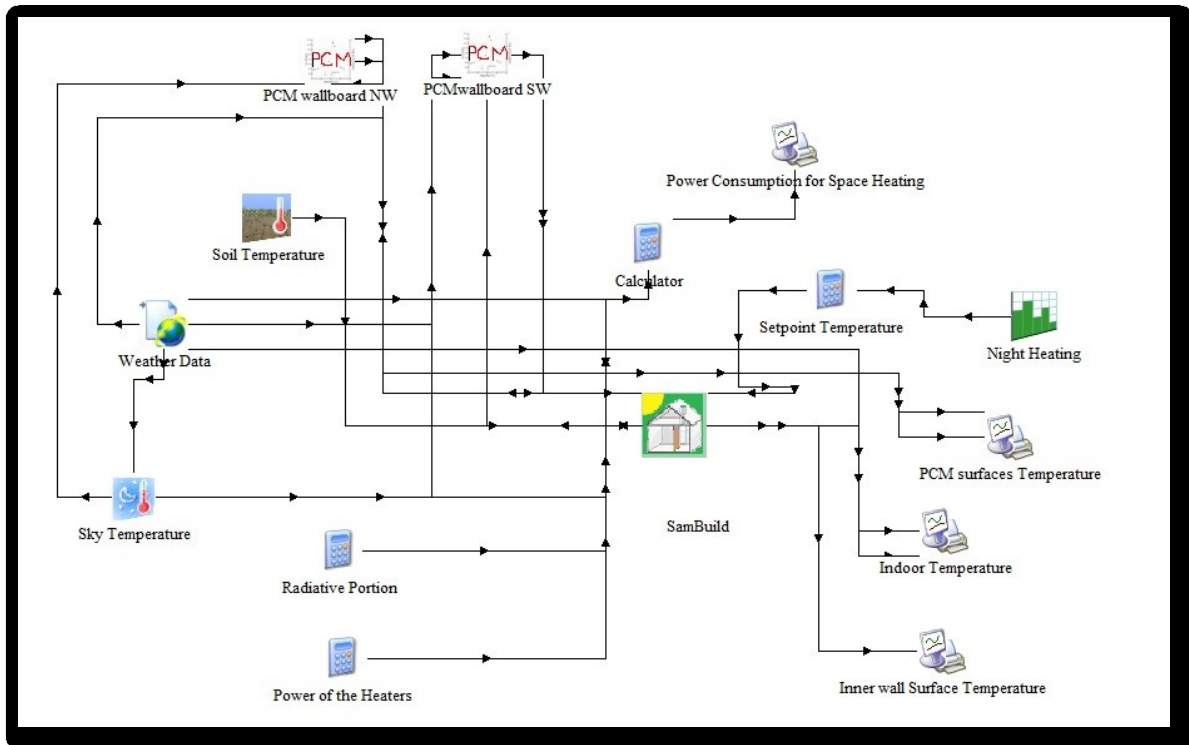 PCM
PCM
PCM wallboard NW
PCMwallboard SW
Power Consumption for Space Heating
Soil Temperature
Calculator
Setpoint Temperature
Night Heating
Weather Data
PCM surfaces Temperature
Sky Temperature
SamBuild
Indoor Temperature
Radiative Portion
Inner wall Surface Temperature
Power of the Heaters